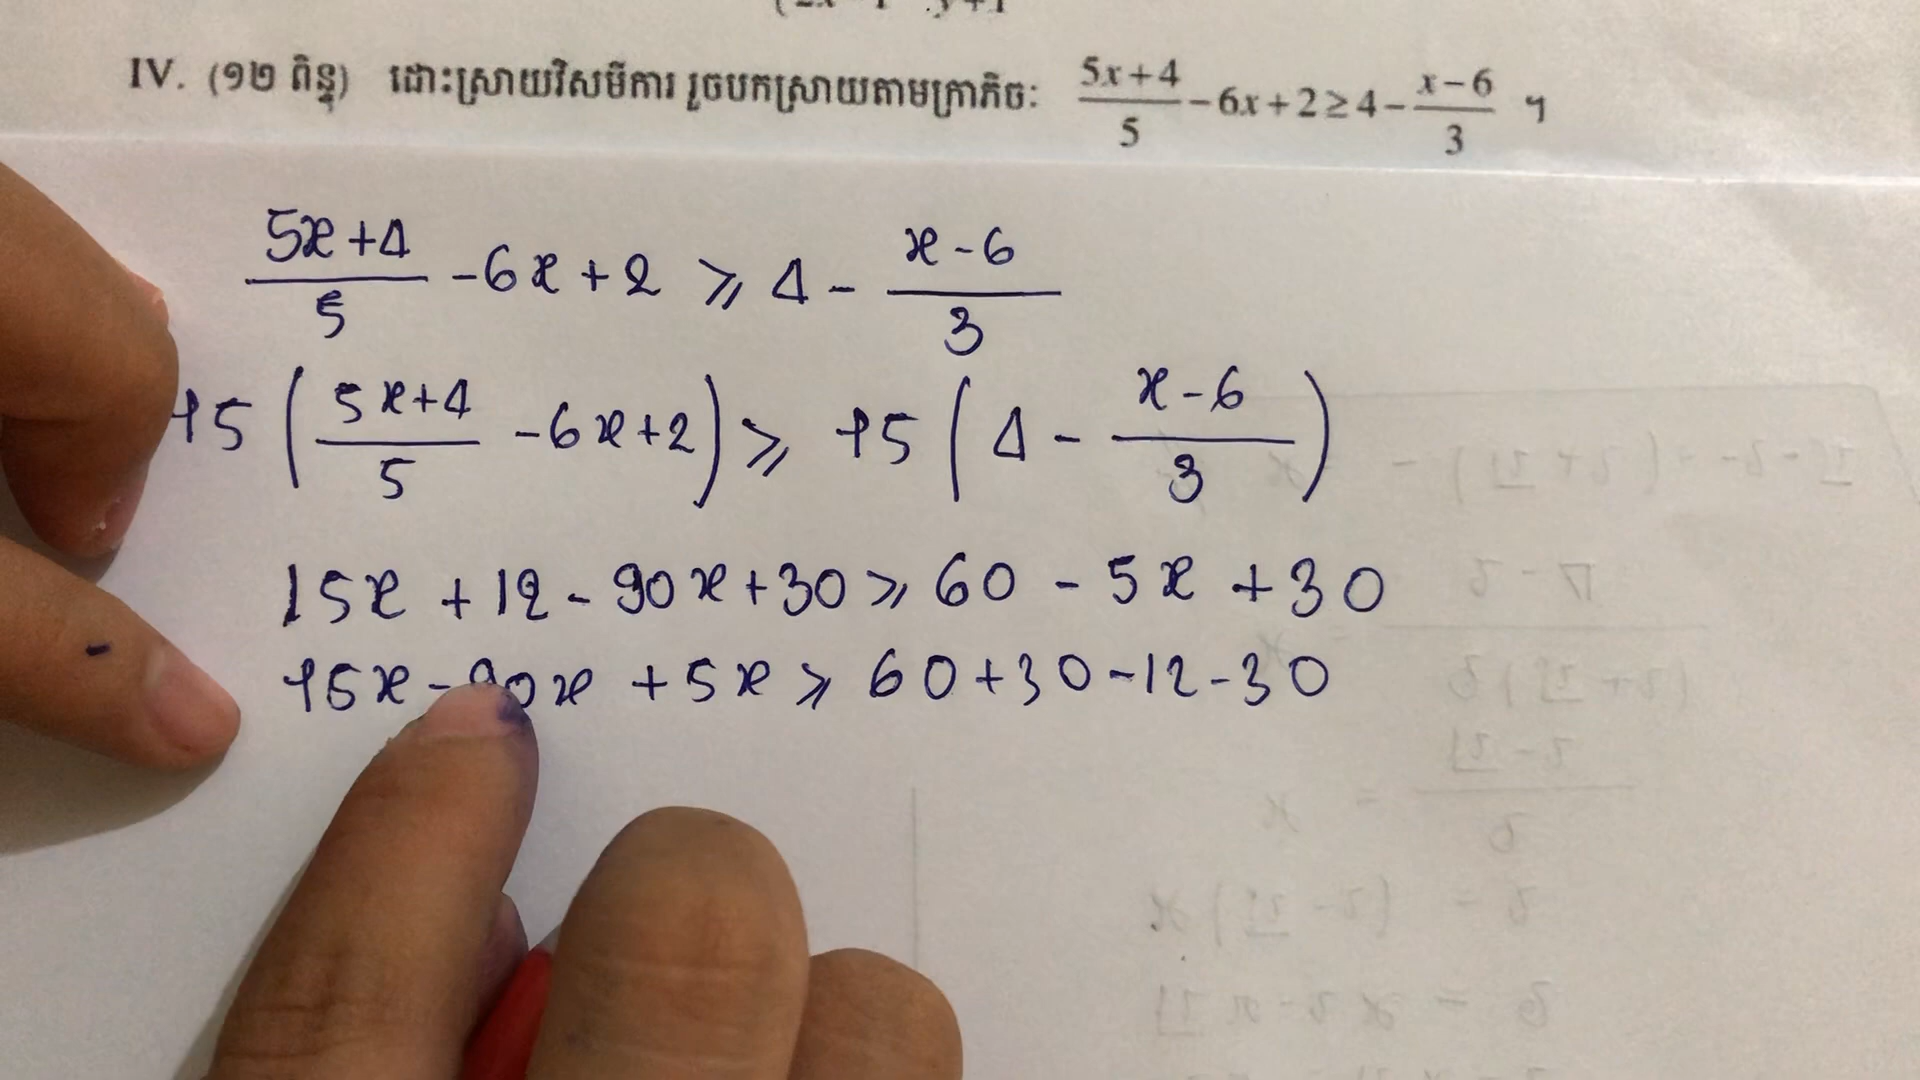 IV. (១២ ពិន្ទុ) ដោះស្រាយវិសមីការ រួចបកស្រាយតាមក្រាភិច: (5x+4)/5 - 6x + 2 ≥ 4 - (x-6)/3 ។
(5x+4)/5 - 6x + 2 ⩾ 4 - (x-6)/3
15((5x+4)/5 - 6x + 2) ⩾ 15(4 - (x-6)/3)
15x + 12 - 90x + 30 ⩾ 60 - 5x + 30
15x - 90x + 5x ⩾ 60 + 30 - 12 - 30